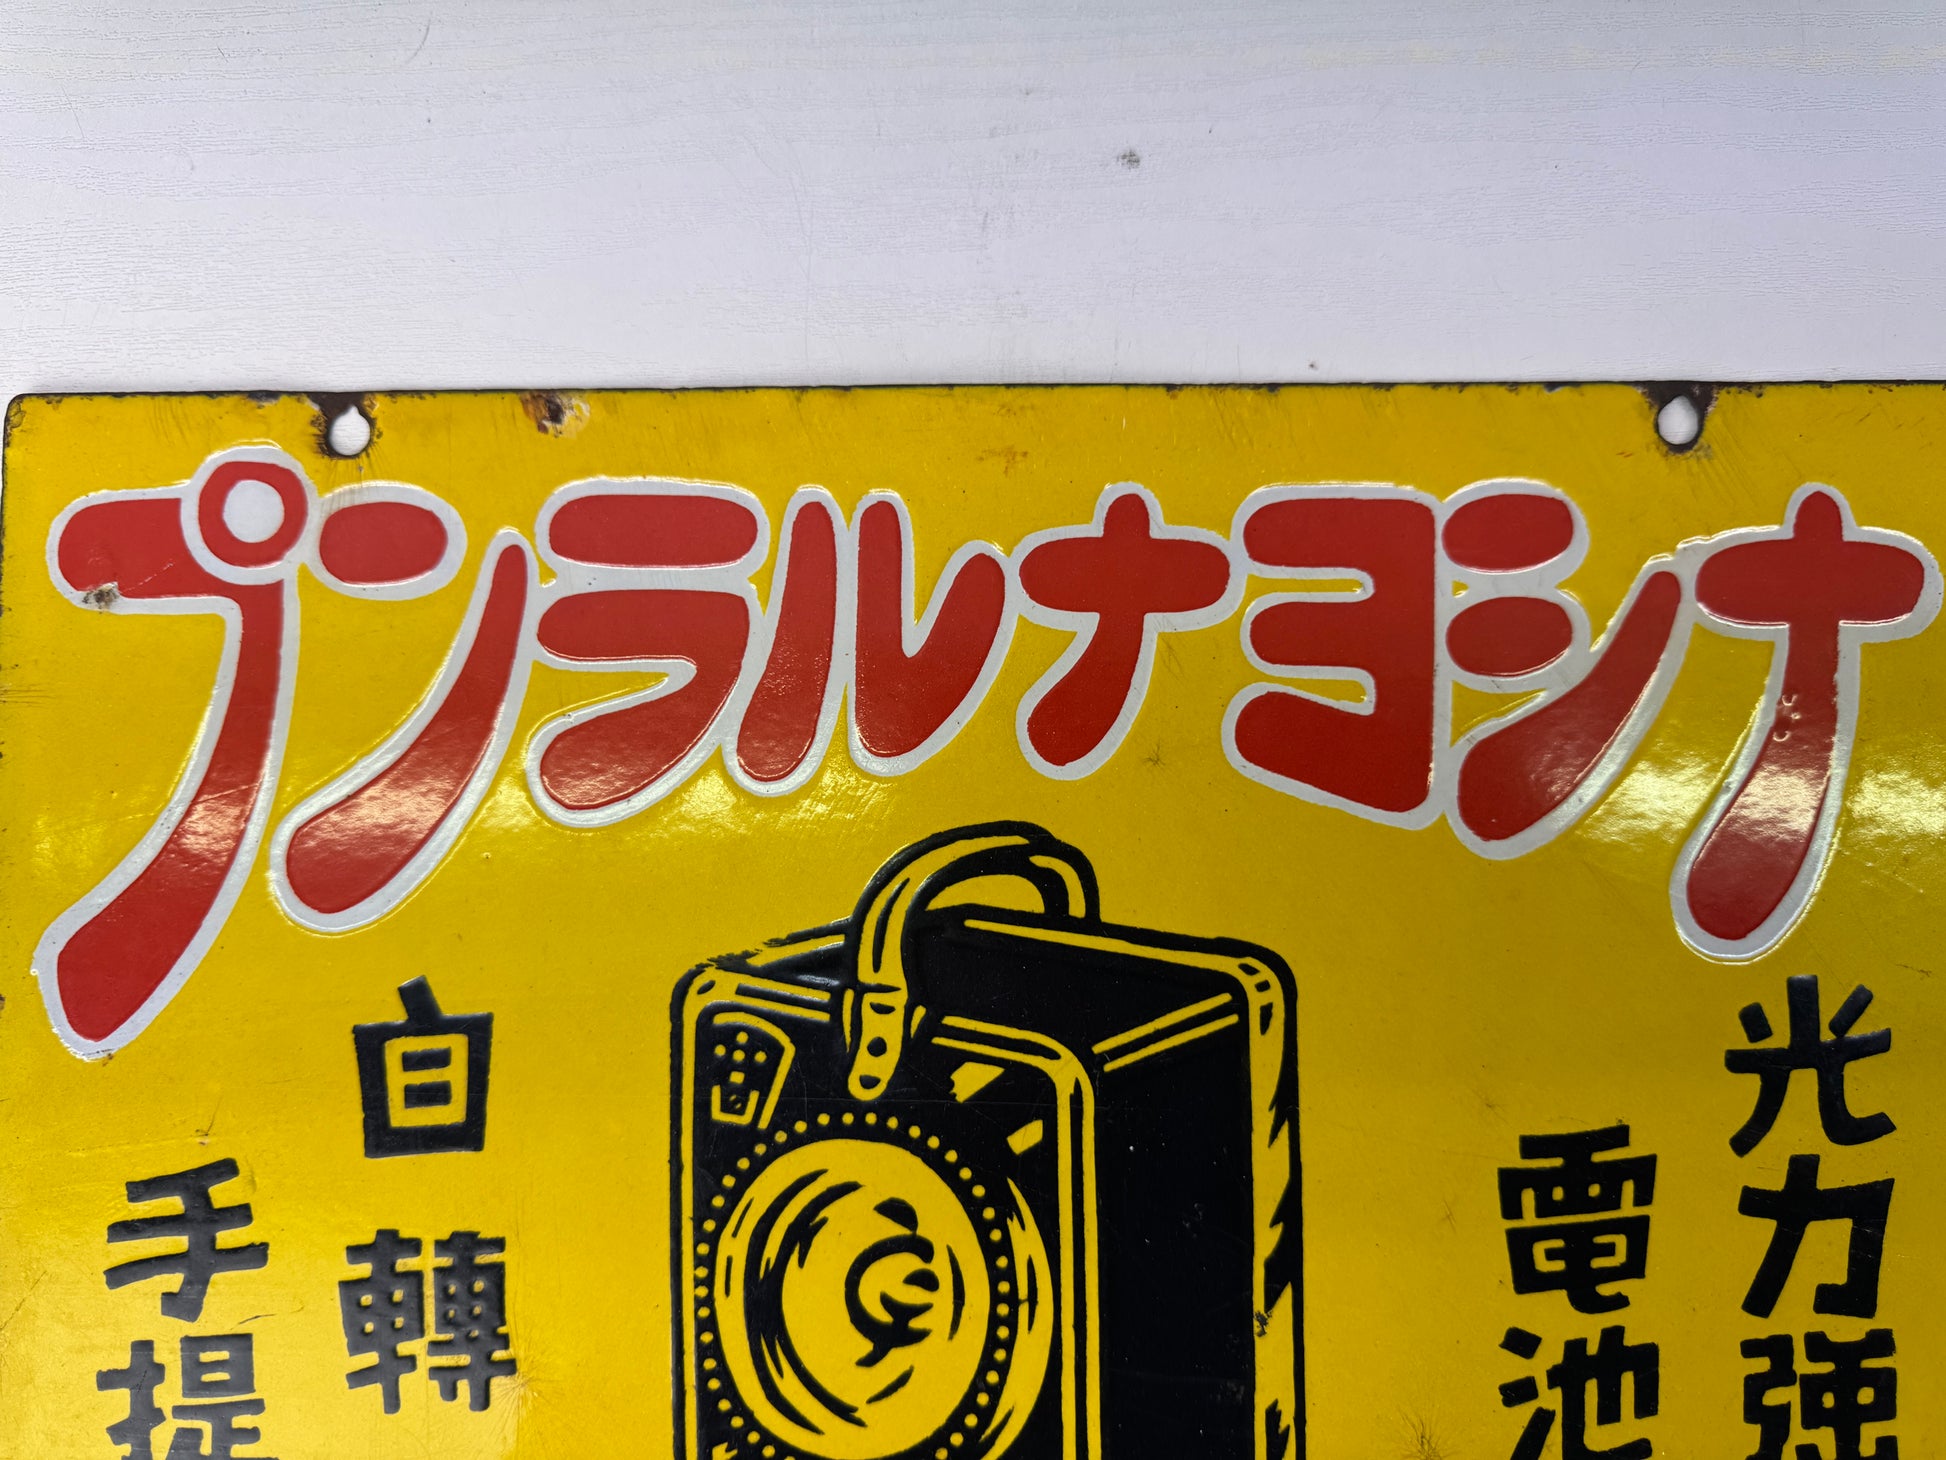 ナシヨナルランプ
光力強
電池
自轉
手提